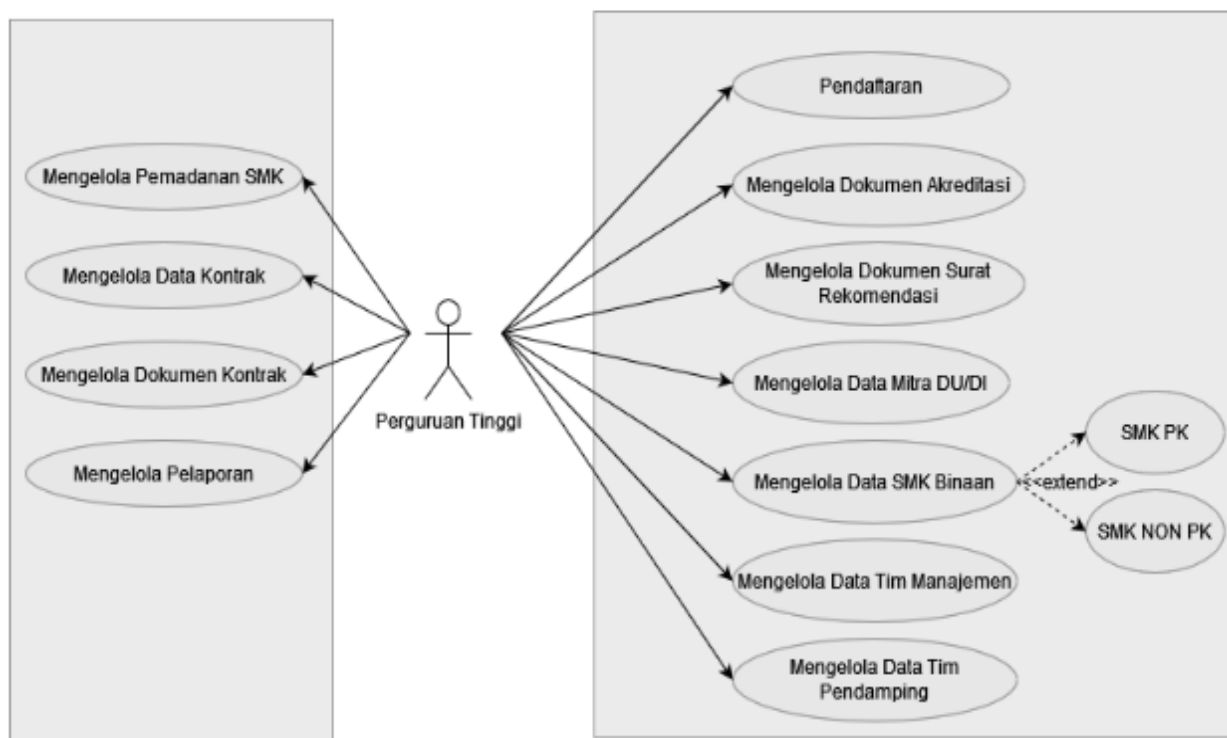 Mengelola Pemadanan SMK
Mengelola Data Kontrak
Mengelola Dokumen Kontrak
Mengelola Pelaporan
Perguruan Tinggi
Pendaftaran
Mengelola Dokumen Akreditasi
Mengelola Dokumen Surat
Rekomendasi
Mengelola Data Mitra DU/DI
Mengelola Data SMK Binaan
<<extend>>
SMK PK
SMK NON PK
Mengelola Data Tim Manajemen
Mengelola Data Tim
Pendamping